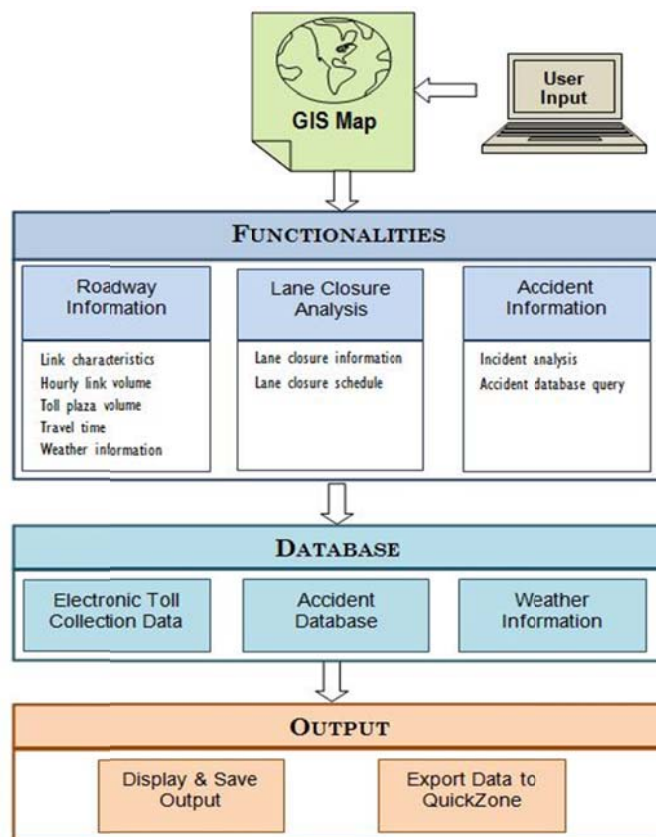 User
Input
GIS Map
FUNCTIONALITIES
Roadway
Information
Link characteristics
Hourly link volume
Toll plaza volume
Travel time
Weather information
Lane Closure
Analysis
Lane closure information
Lane closure schedule
Accident
Information
Incident analysis
Accident database query
DATABASE
Electronic Toll
Collection Data
Accident
Database
Weather
Information
OUTPUT
Display & Save
Output
Export Data to
QuickZone